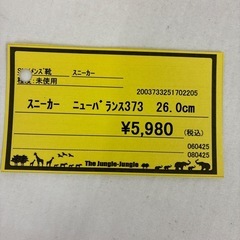 メンズ靴 スニーカー
:未使用
2003733251702205
スニーカー ニューバランス373 26.0cm
¥5,980 (税込)
060425
080425
The Jungle-Jungle